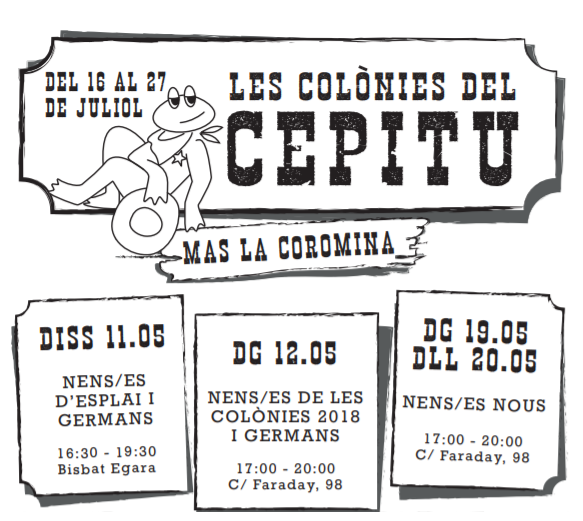 DEL 16 AL 27
DE JULIOL
LES COLÒNIES DEL
CEPITU
MAS LA COROMINA
DISS 11.05
NENS/ES
D'ESPLAI I
GERMANS
16:30 - 19:30
Bisbat Egara
DG 12.05
NENS/ES DE LES
COLÒNIES 2018
I GERMANS
17:00 - 20:00
C/ Faraday, 98
DG 19.05
DLL 20.05
NENS/ES NOUS
17:00 - 20:00
C/ Faraday, 98